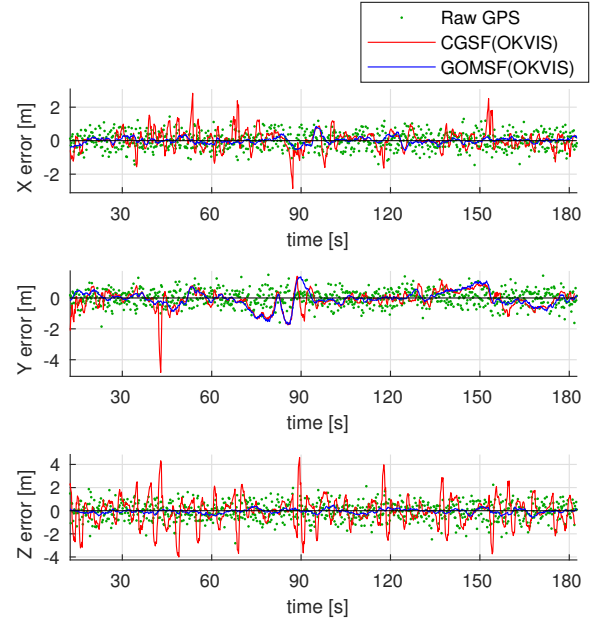 Raw GPS
CGSF(OKVIS)
GOMSF(OKVIS)
X error [m]
2
0
-2
30 60 90 120 150 180
time [s]
Y error [m]
0
-2
-4
30 60 90 120 150 180
time [s]
Z error [m]
4
2
0
-2
-4
30 60 90 120 150 180
time [s]